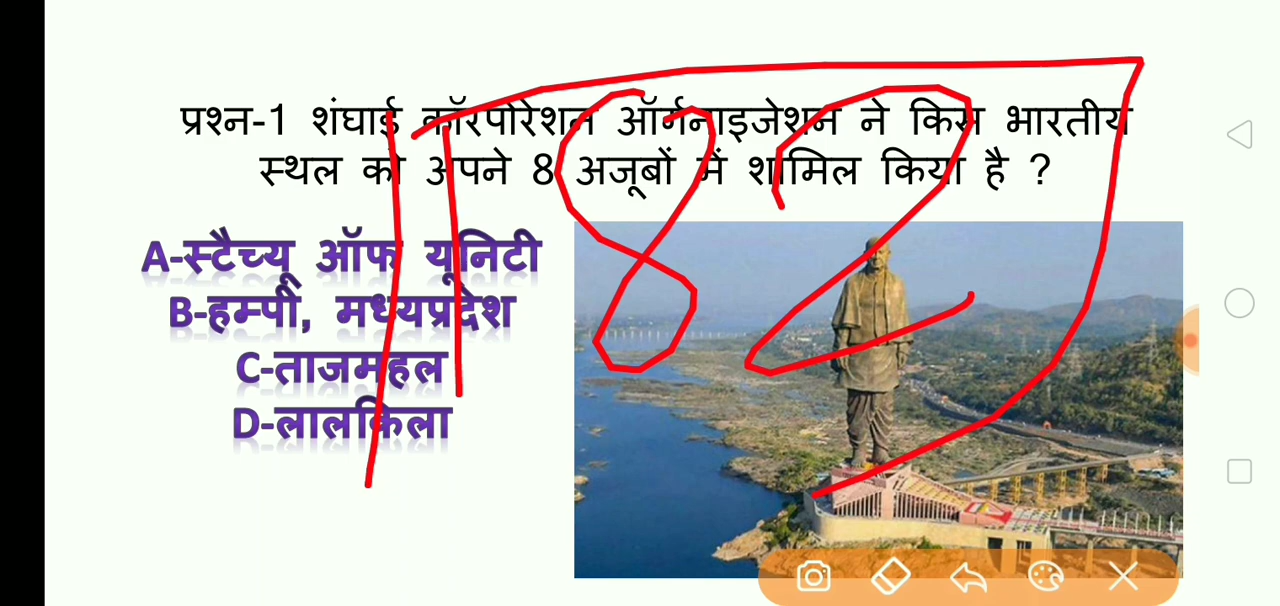 प्रश्न-1 शंघाई कॉरपोरेशन ऑर्गनाइजेशन ने किस भारतीय
स्थल को अपने 8 अजूबों में शामिल किया है ?
A-स्टैच्यू ऑफ यूनिटी
B-हम्पी, मध्यप्रदेश
C-ताजमहल
D-लालकिला
182